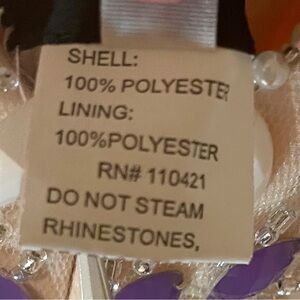 SHELL:
100% POLYESTER
LINING:
100%POLYESTER
RN# 110421
DO NOT STEAM
RHINESTONES,